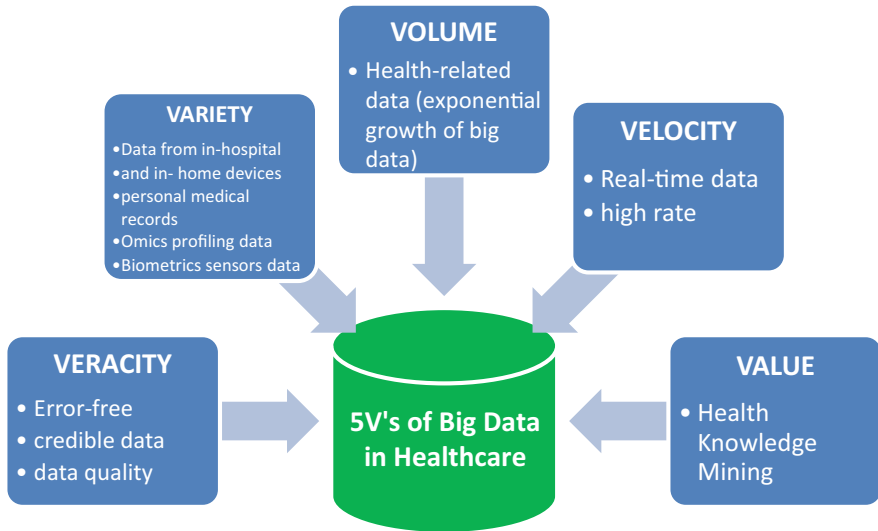 VOLUME
• Health-related
data (exponential
growth of big
data)
VARIETY
•Data from in-hospital
•and in- home devices
•personal medical
records
•Omics profiling data
•Biometrics sensors data
VELOCITY
• Real-time data
• high rate
VERACITY
• Error-free
• credible data
• data quality
5V's of Big Data
in Healthcare
VALUE
• Health
Knowledge
Mining